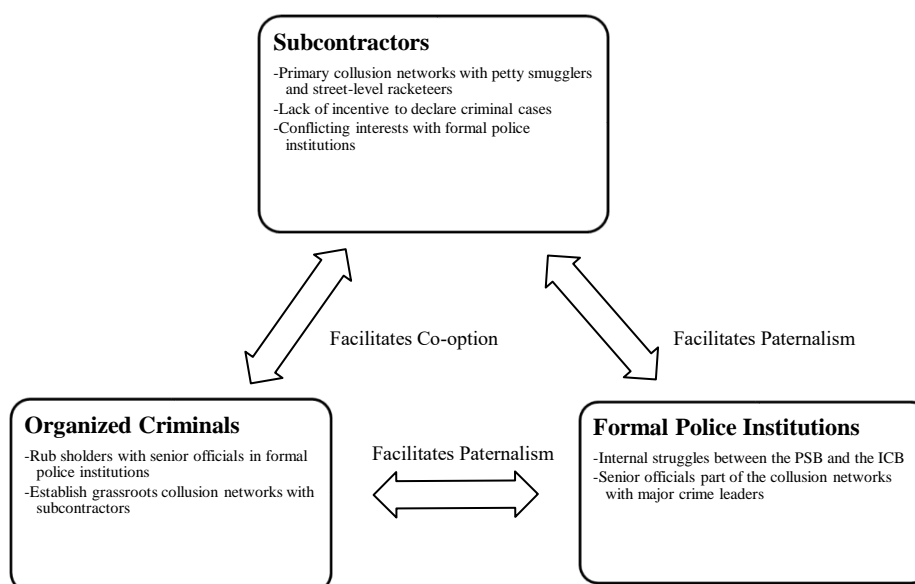 Subcontractors
-Primary collusion networks with petty smugglers
and street-level racketeers
-Lack of incentive to declare criminal cases
-Conflicting interests with formal police
institutions
Facilitates Co-option
Facilitates Paternalism
Organized Criminals
-Rub sholders with senior officials in formal
police institutions
-Establish grassroots collusion networks with
subcontractors
Facilitates Paternalism
Formal Police Institutions
-Internal struggles between the PSB and the ICB
-Senior officials part of the collusion networks
with major crime leaders